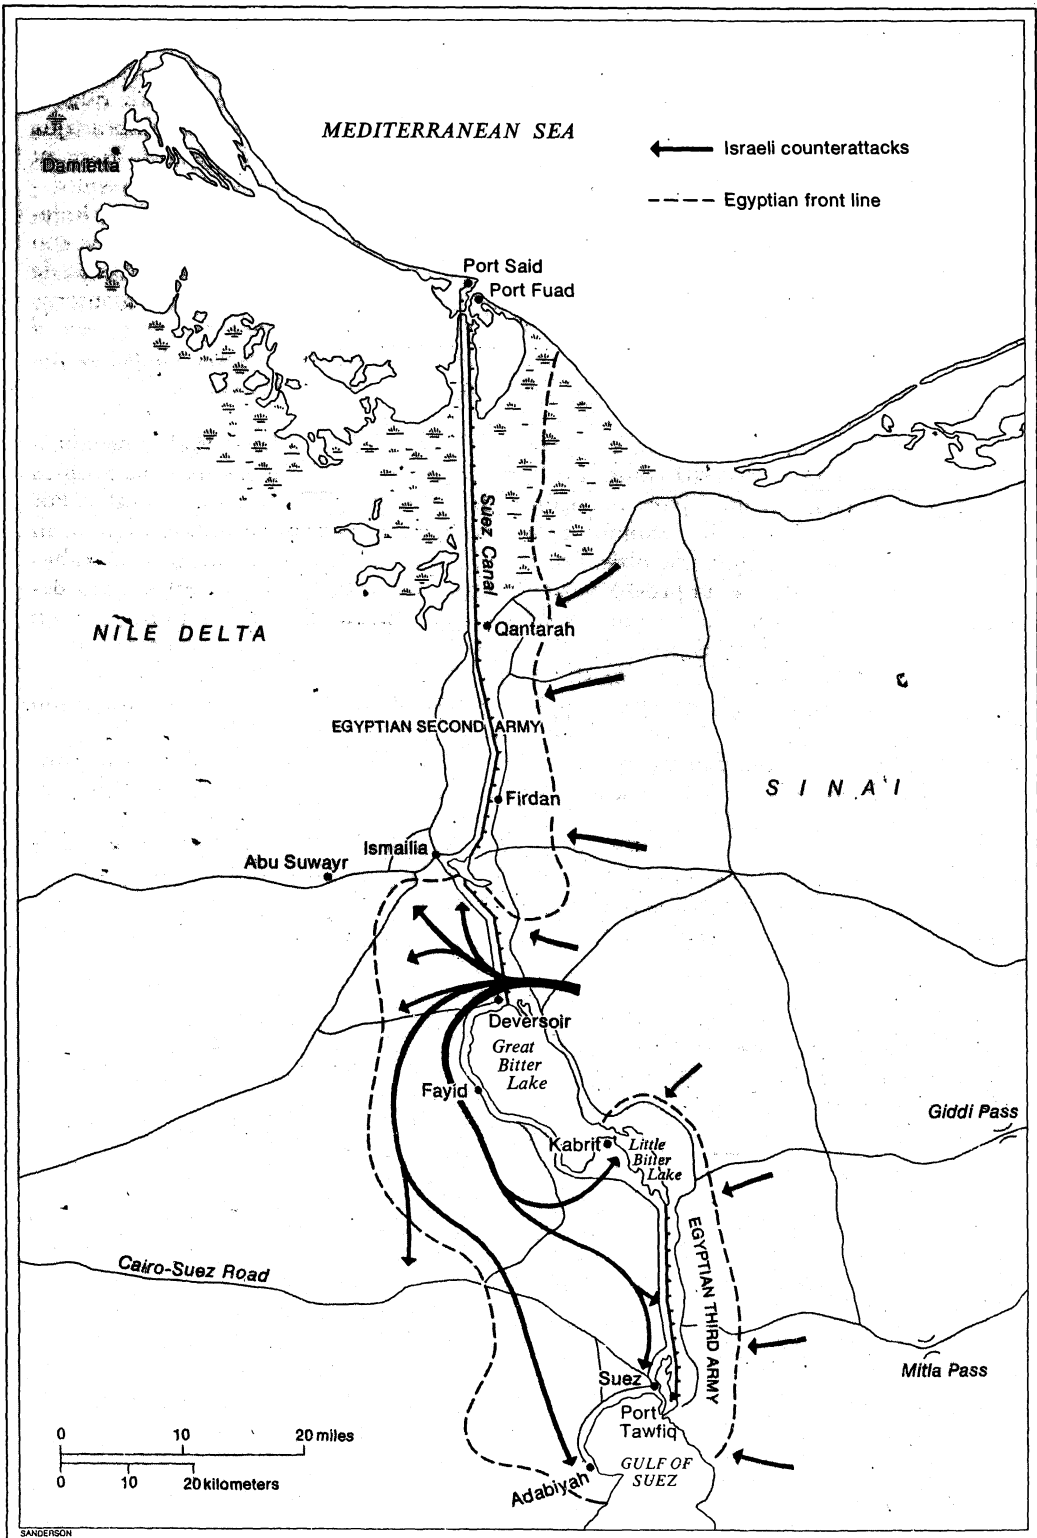 MEDITERRANEAN SEA
Israeli counterattacks
Egyptian front line
Damietta
Port Said
Port Fuad
Suez Canal
Qantarah
NILE DELTA
EGYPTIAN SECOND ARMY
SINAI
Firdan
Ismailia
Abu Suwayr
Deversoir
Great
Bitter
Lake
Fayid
Giddi Pass
Kabrit
Little
Bitter
Lake
EGYPTIAN THIRD ARMY
Cairo-Suez Road
Mitla Pass
Suez
Port
Tawfiq
GULF OF
SUEZ
Adabiyah
0 10 20 miles
0 10 20 kilometers
SANDERSON